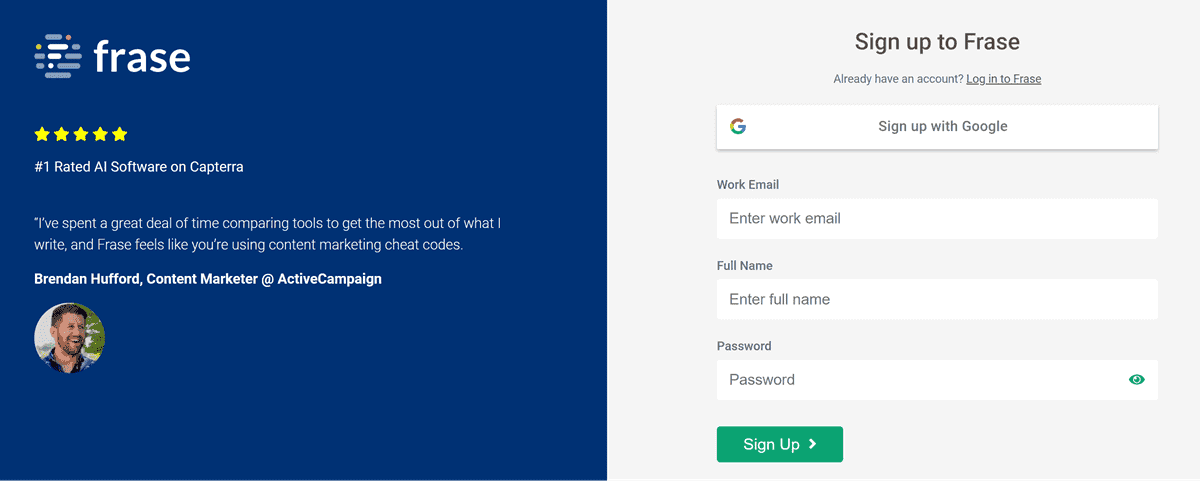 frase
#1 Rated AI Software on Capterra
"I've spent a great deal of time comparing tools to get the most out of what I
write, and Frase feels like you're using content marketing cheat codes.
Brendan Hufford, Content Marketer @ ActiveCampaign
Sign up to Frase
Already have an account? Log in to Frase
Sign up with Google
Work Email
Enter work email
Full Name
Enter full name
Password
Password
Sign Up